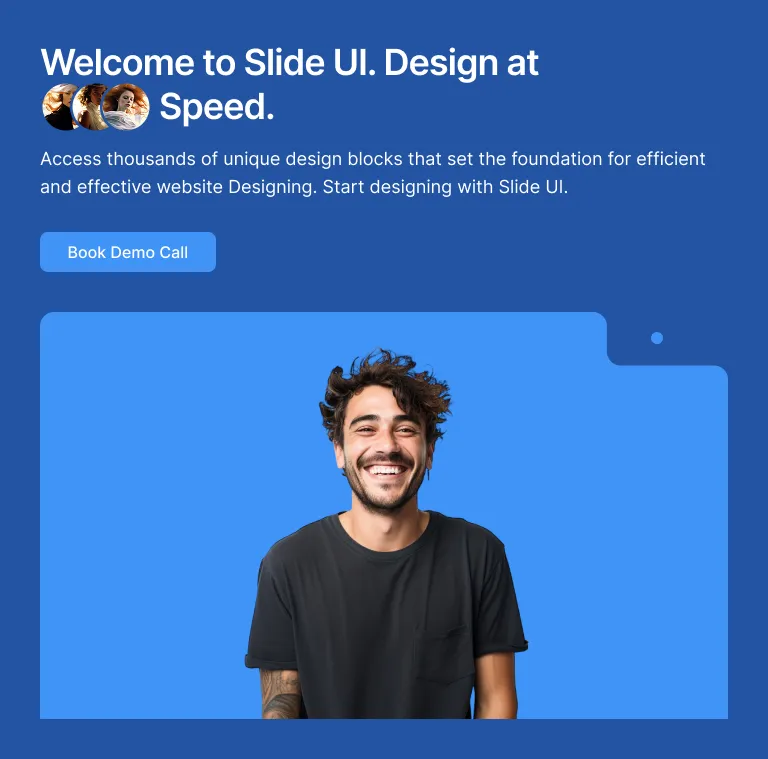 Welcome to Slide UI. Design at
Speed.
Access thousands of unique design blocks that set the foundation for efficient
and effective website Designing. Start designing with Slide UI.
Book Demo Call